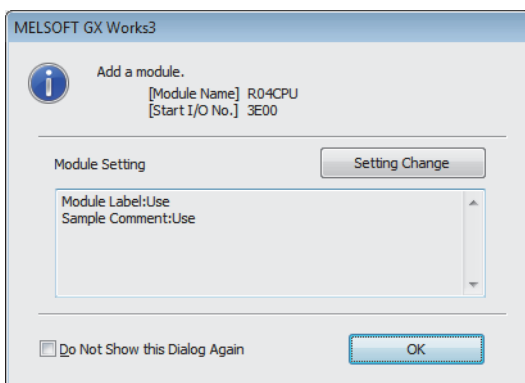 MELSOFT GX Works3
Add a module.
[Module Name] R04CPU
[Start I/O No.] 3E00
Module Setting
Setting Change
Module Label:Use
Sample Comment:Use
Do Not Show this Dialog Again
OK